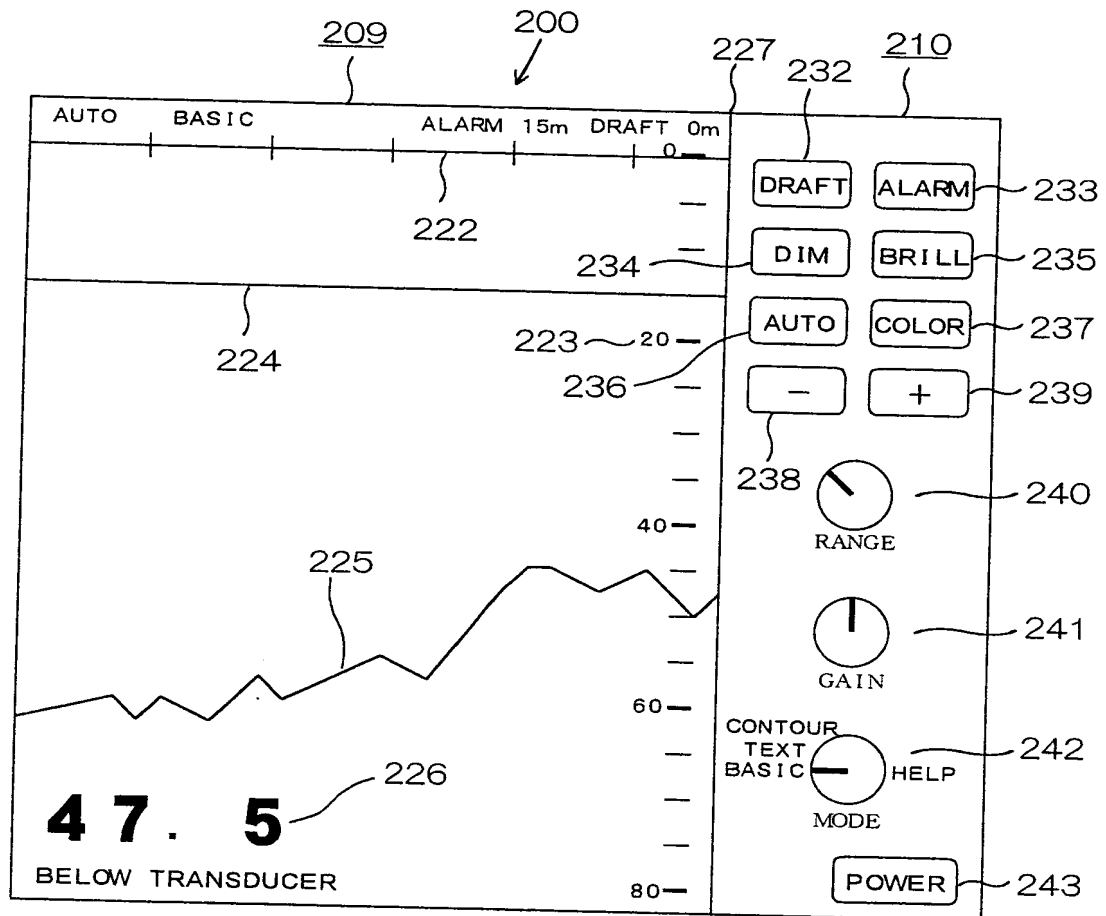 200
209
227
210
232
AUTO BASIC ALARM 15m DRAFT 0m
0
222
DRAFT ALARM 233
234 DIM BRILL 235
224
223 20
236 AUTO COLOR 237
- + 239
238
240
RANGE
40
225
241
GAIN
60
CONTOUR
TEXT
BASIC HELP 242
MODE
226
47. 5
BELOW TRANSDUCER
80
POWER 243